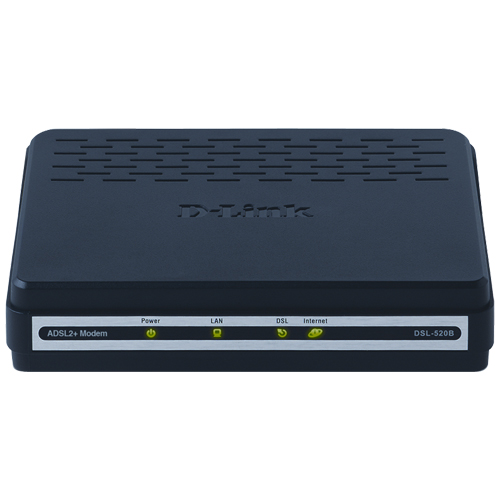 D-Link
Power LAN DSL Internet
ADSL2+ Modem DSL-520B